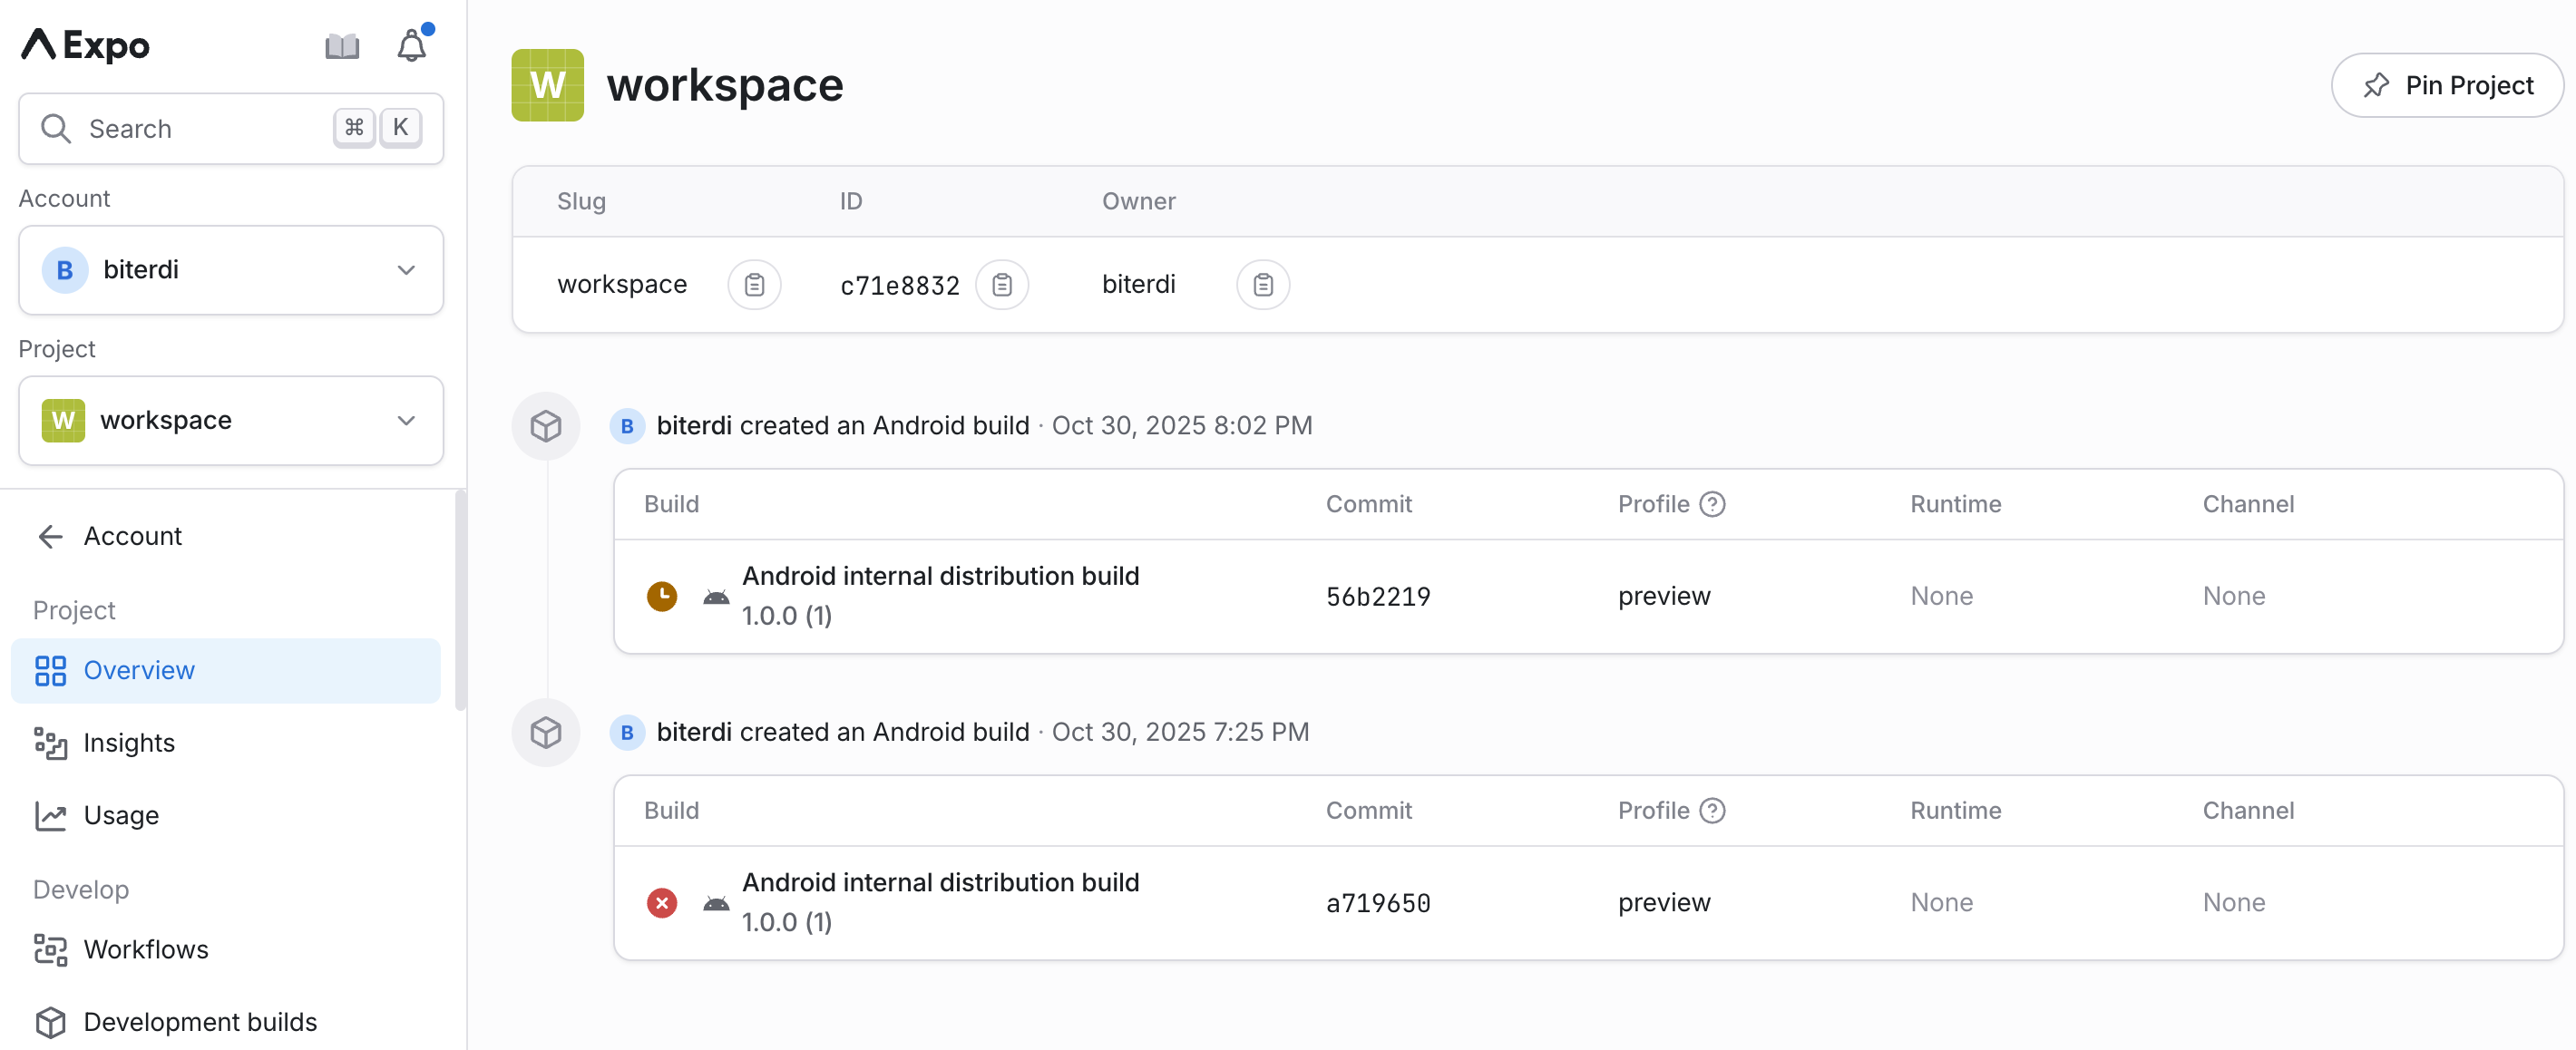 Expo
Search ⌘ K
Account
B biterdi
Project
W workspace
Account
Project
Overview
Insights
Usage
Develop
Workflows
Development builds
W workspace
Pin Project
Slug ID Owner
workspace c71e8832 biterdi
B biterdi created an Android build · Oct 30, 2025 8:02 PM
Build Commit Profile ? Runtime Channel
Android internal distribution build
1.0.0 (1)
56b2219 preview None None
B biterdi created an Android build · Oct 30, 2025 7:25 PM
Build Commit Profile ? Runtime Channel
Android internal distribution build
1.0.0 (1)
a719650 preview None None